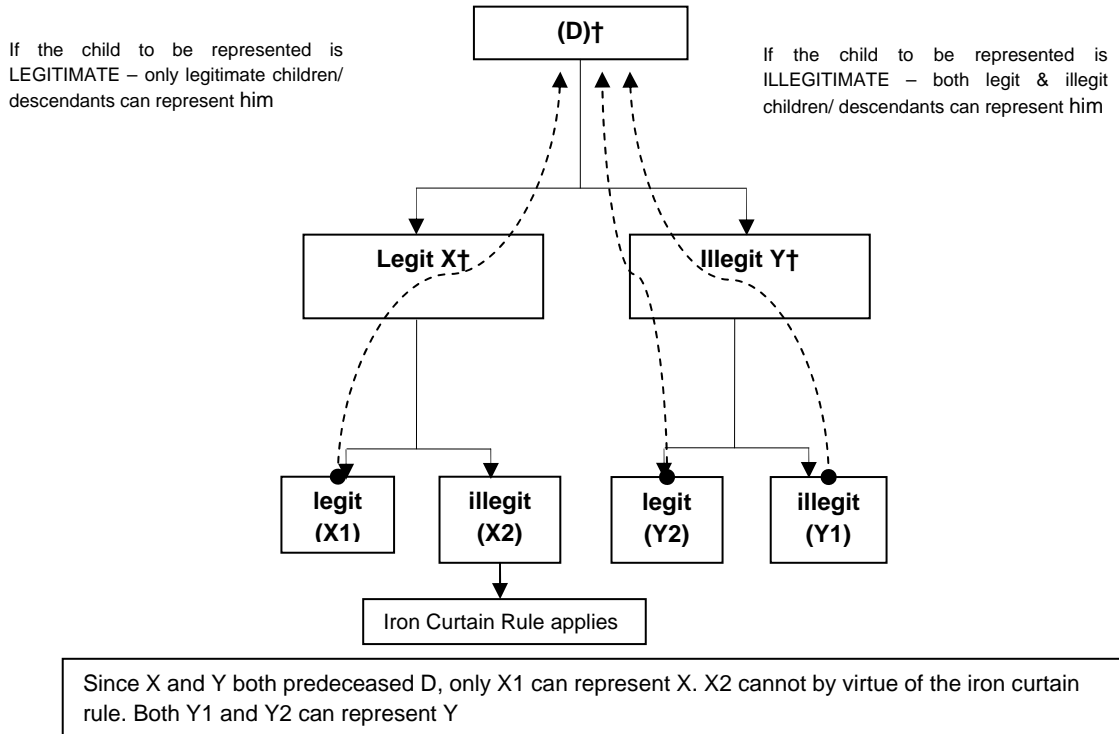 (D)†
If the child to be represented is
LEGITIMATE – only legitimate children/
descendants can represent him
If the child to be represented is
ILLEGITIMATE – both legit & illegit
children/ descendants can represent him
Legit X†
Illegit Y†
legit
(X1)
illegit
(X2)
legit
(Y2)
illegit
(Y1)
Iron Curtain Rule applies
Since X and Y both predeceased D, only X1 can represent X. X2 cannot by virtue of the iron curtain
rule. Both Y1 and Y2 can represent Y